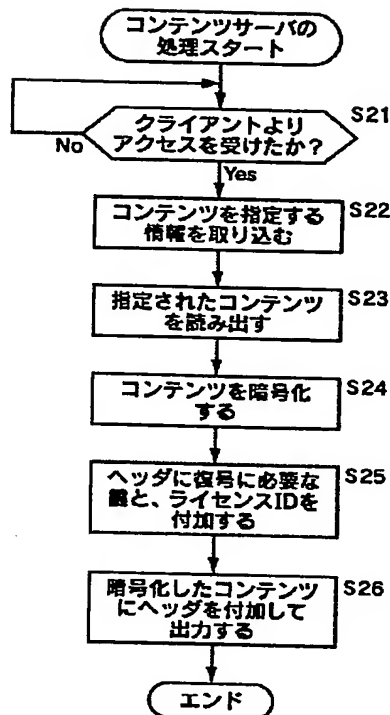 コンテンツサーバの
処理スタート
クライアントより
アクセスを受けたか?
S21
No
Yes
コンテンツを指定する
情報を取り込む
S22
指定されたコンテンツ
を読み出す
S23
コンテンツを暗号化
する
S24
ヘッダに復号に必要な
鍵と、ライセンスIDを
付加する
S25
暗号化したコンテンツ
にヘッダを付加して
出力する
S26
エンド